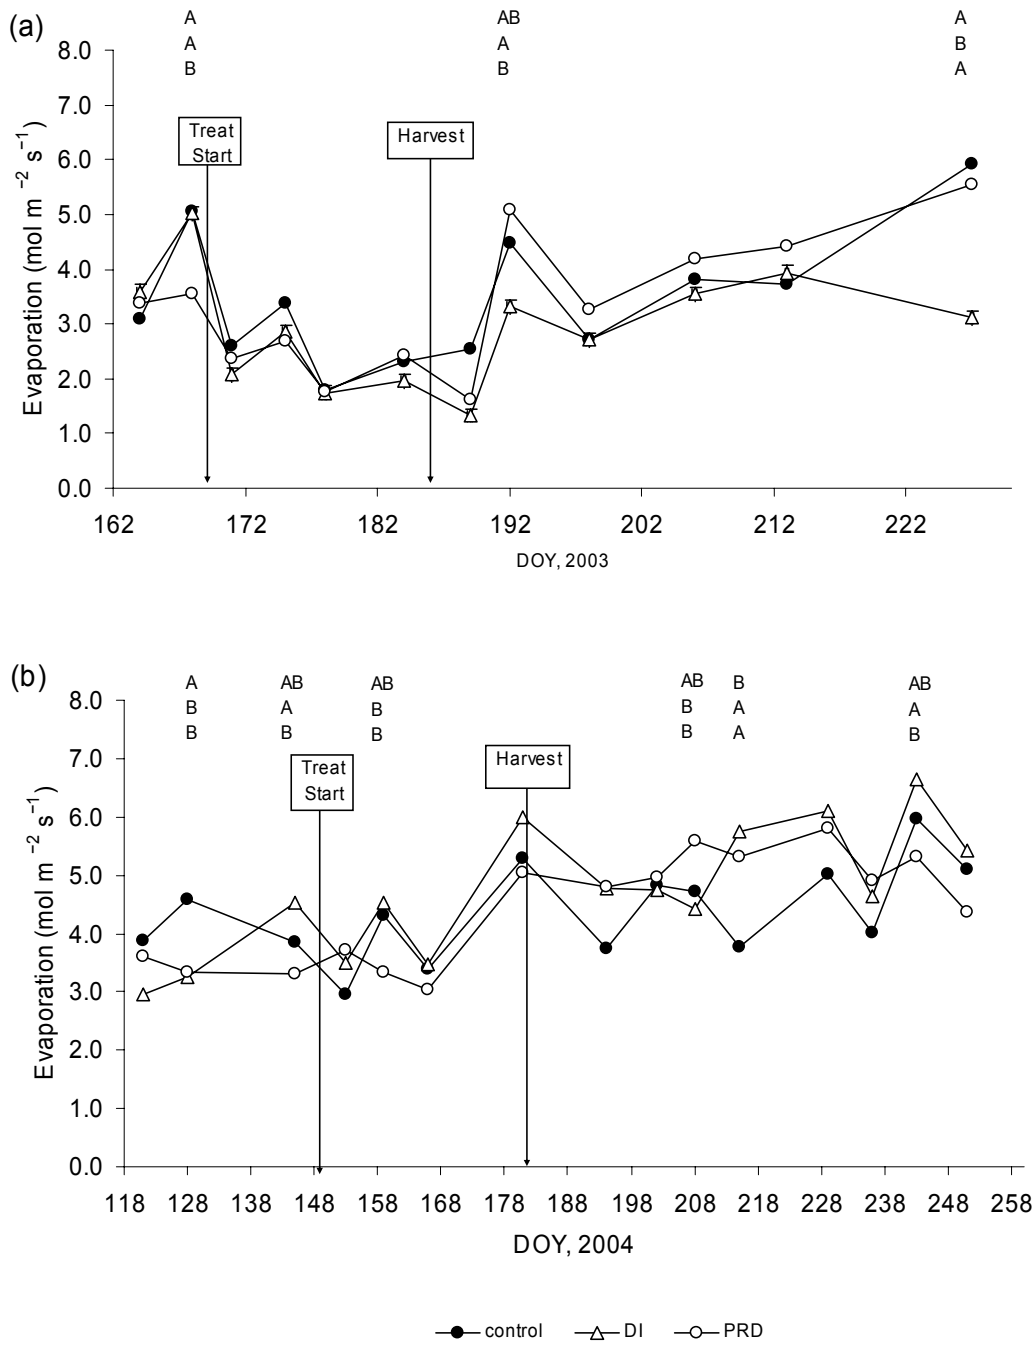 (a)
A AB A
A A B
B B A
8.0
7.0
6.0
5.0
4.0
3.0
2.0
1.0
0.0
Evaporation (mol m −2 s−1)
Treat
Start
Harvest
162 172 182 192 202 212 222
DOY, 2003
(b)
A AB AB AB B AB
B A B B A A
B B B B A B
8.0
7.0
6.0
5.0
4.0
3.0
2.0
1.0
0.0
Evaporation (mol m −2 s−1)
Treat
Start
Harvest
118 128 138 148 158 168 178 188 198 208 218 228 238 248 258
DOY, 2004
control DI PRD